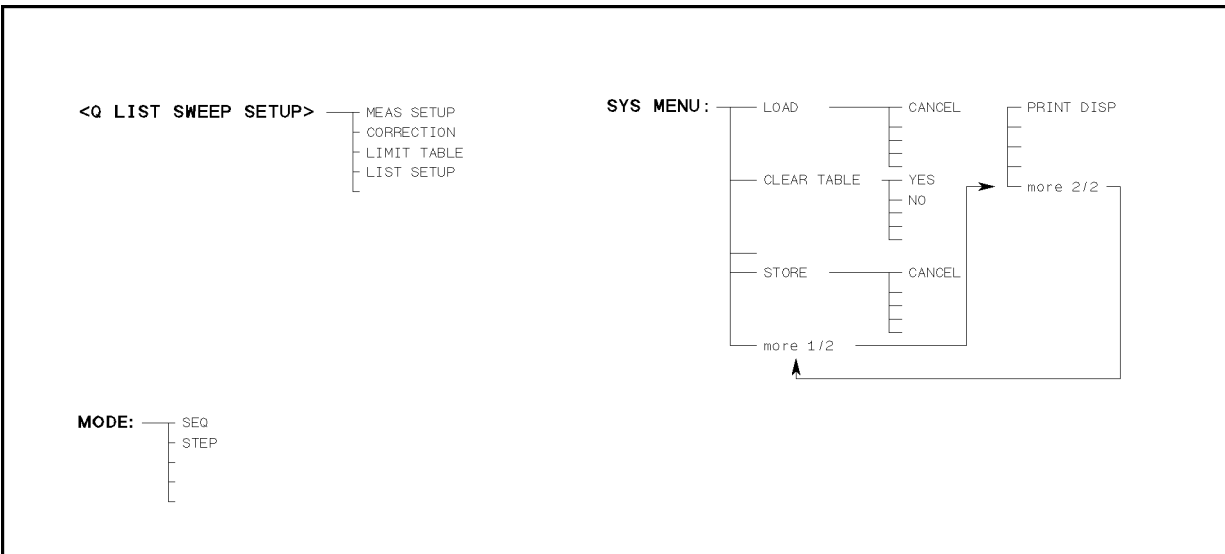 <Q LIST SWEEP SETUP>
MEAS SETUP
CORRECTION
LIMIT TABLE
LIST SETUP
SYS MENU:
LOAD
CANCEL
CLEAR TABLE
YES
NO
STORE
CANCEL
more 1/2
PRINT DISP
more 2/2
MODE:
SEQ
STEP